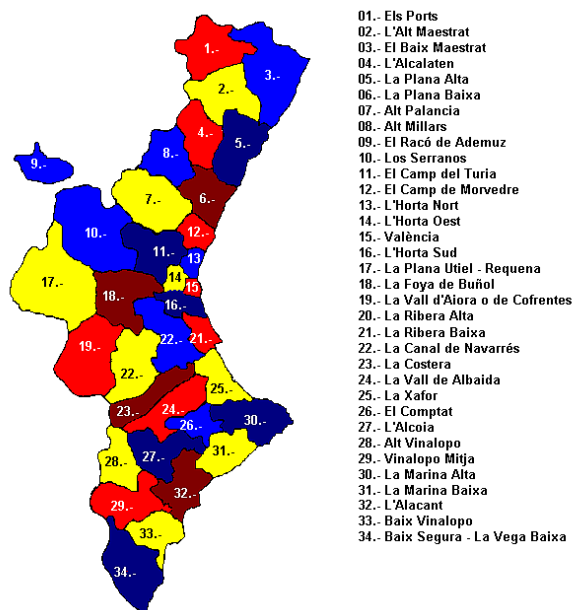 01.- Els Ports
02.- L'Alt Maestrat
03.- El Baix Maestrat
04.- L'Alcalaten
05.- La Plana Alta
06.- La Plana Baixa
07.- Alt Palancia
08.- Alt Millars
09.- El Racó de Ademuz
10.- Los Serranos
11.- El Camp del Turia
12.- El Camp de Morvedre
13.- L'Horta Nort
14.- L'Horta Oest
15.- València
16.- L'Horta Sud
17.- La Plana Utiel - Requena
18.- La Foya de Buñol
19.- La Vall d'Aiora o de Cofrentes
20.- La Ribera Alta
21.- La Ribera Baixa
22.- La Canal de Navarrés
23.- La Costera
24.- La Vall de Albaida
25.- La Xafor
26.- El Comptat
27.- L'Alcoia
28.- Alt Vinalopo
29.- Vinalopo Mitja
30.- La Marina Alta
31.- La Marina Baixa
32.- L'Alacant
33.- Baix Vinalopo
34.- Baix Segura - La Vega Baixa
1.-
3.-
2.-
4.-
5.-
8.-
9.-
7.-
6.-
10.-
12.-
11.-
13
14
17.-
15
18.-
16.-
19.-
22.-
21.-
22.-
25.-
23.-
24.-
26.-
30.-
31.-
27.-
28.-
32.-
29.-
33.-
34.-